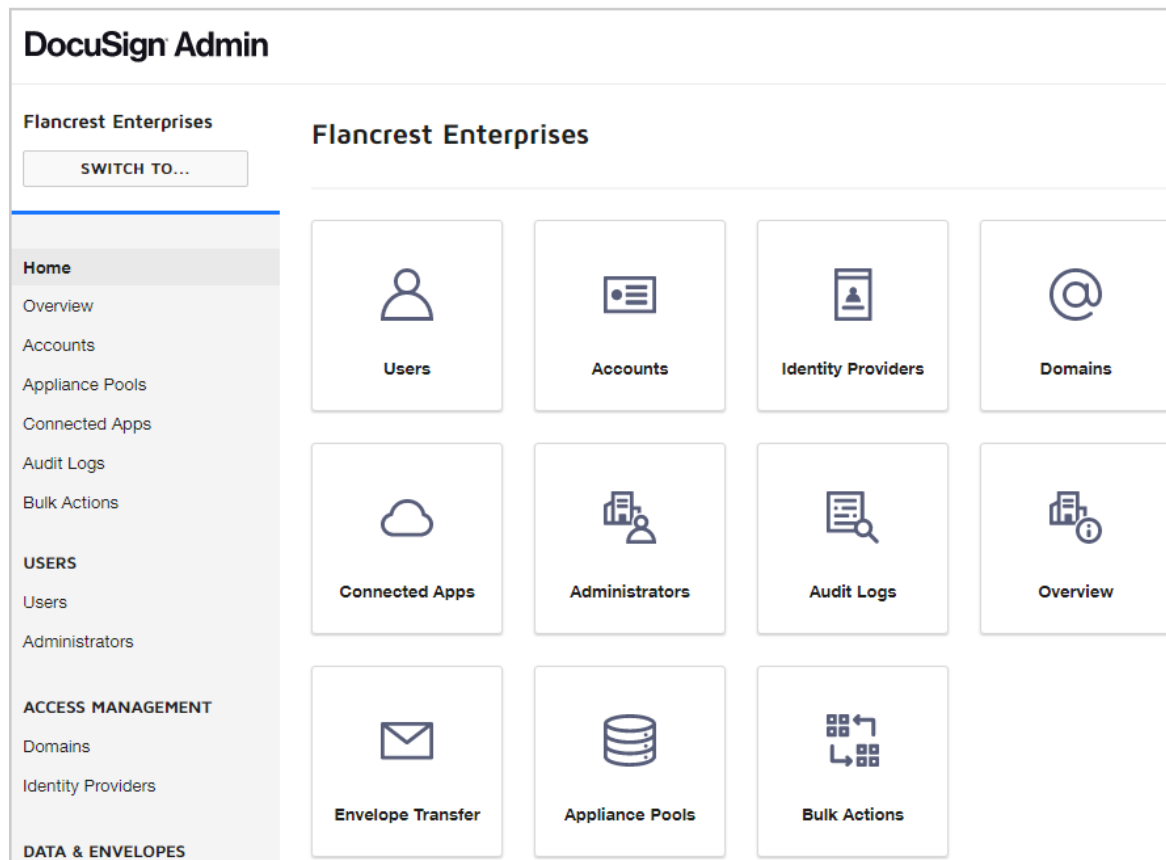 DocuSign Admin
Flancrest Enterprises
SWITCH TO...
Home
Overview
Accounts
Appliance Pools
Connected Apps
Audit Logs
Bulk Actions
USERS
Users
Administrators
ACCESS MANAGEMENT
Domains
Identity Providers
DATA & ENVELOPES
Flancrest Enterprises
Users
Accounts
Identity Providers
Domains
Connected Apps
Administrators
Audit Logs
Overview
Envelope Transfer
Appliance Pools
Bulk Actions